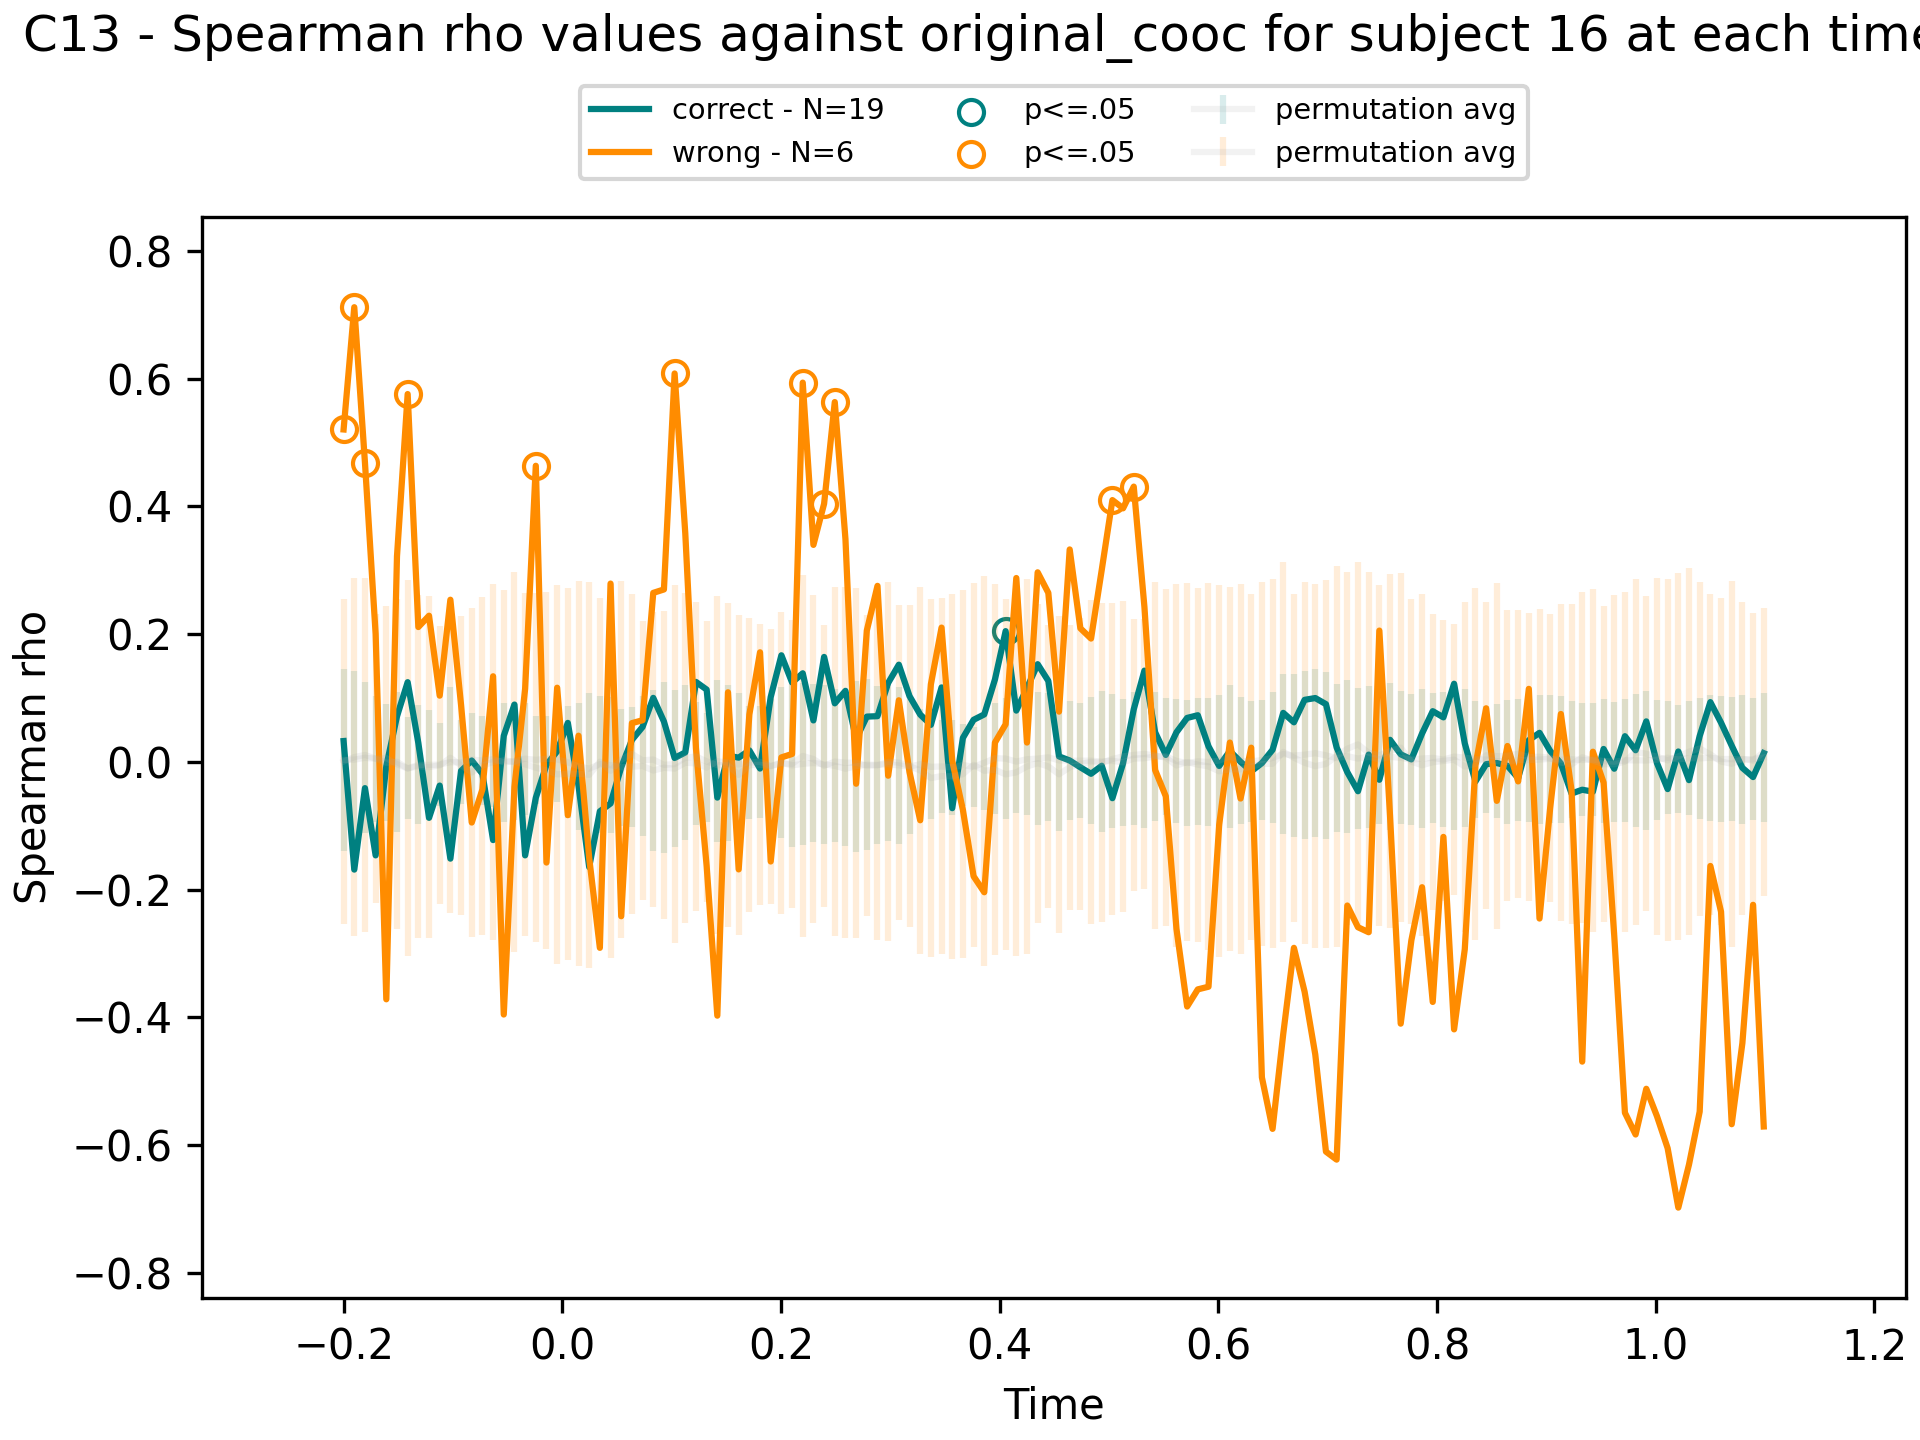 C13 - Spearman rho values against original_cooc for subject 16 at each time
correct - N=19
wrong - N=6
p<=.05
p<=.05
permutation avg
permutation avg
Spearman rho
0.8
0.6
0.4
0.2
0.0
−0.2
−0.4
−0.6
−0.8
−0.2 0.0 0.2 0.4 0.6 0.8 1.0 1.2
Time